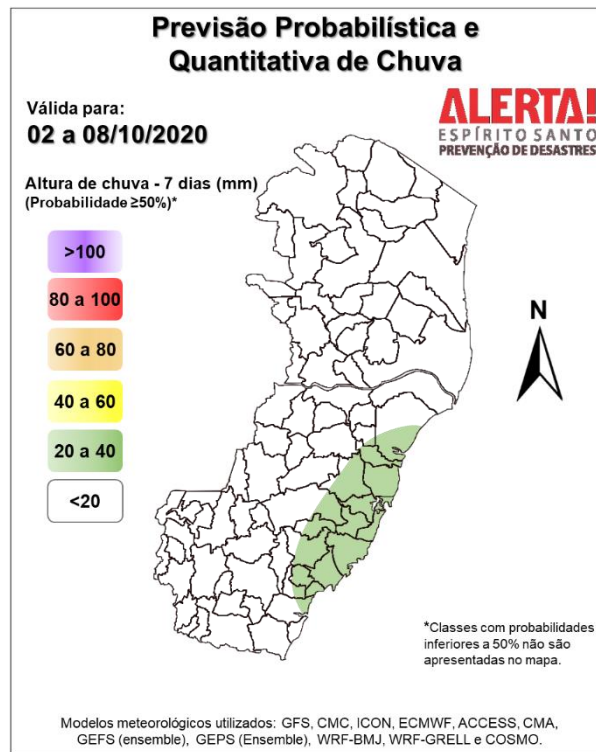 Previsão Probabilística e
Quantitativa de Chuva
Válida para:
02 a 08/10/2020
ALERTA!
ESPÍRITO SANTO
PREVENÇÃO DE DESASTRES
Altura de chuva - 7 dias (mm)
(Probabilidade ≥50%)*
>100
80 a 100
60 a 80
40 a 60
20 a 40
<20
N
*Classes com probabilidades
inferiores a 50% não são
apresentadas no mapa.
Modelos meteorológicos utilizados: GFS, CMC, ICON, ECMWF, ACCESS, CMA,
GEFS (ensemble), GEPS (Ensemble), WRF-BMJ, WRF-GRELL e COSMO.